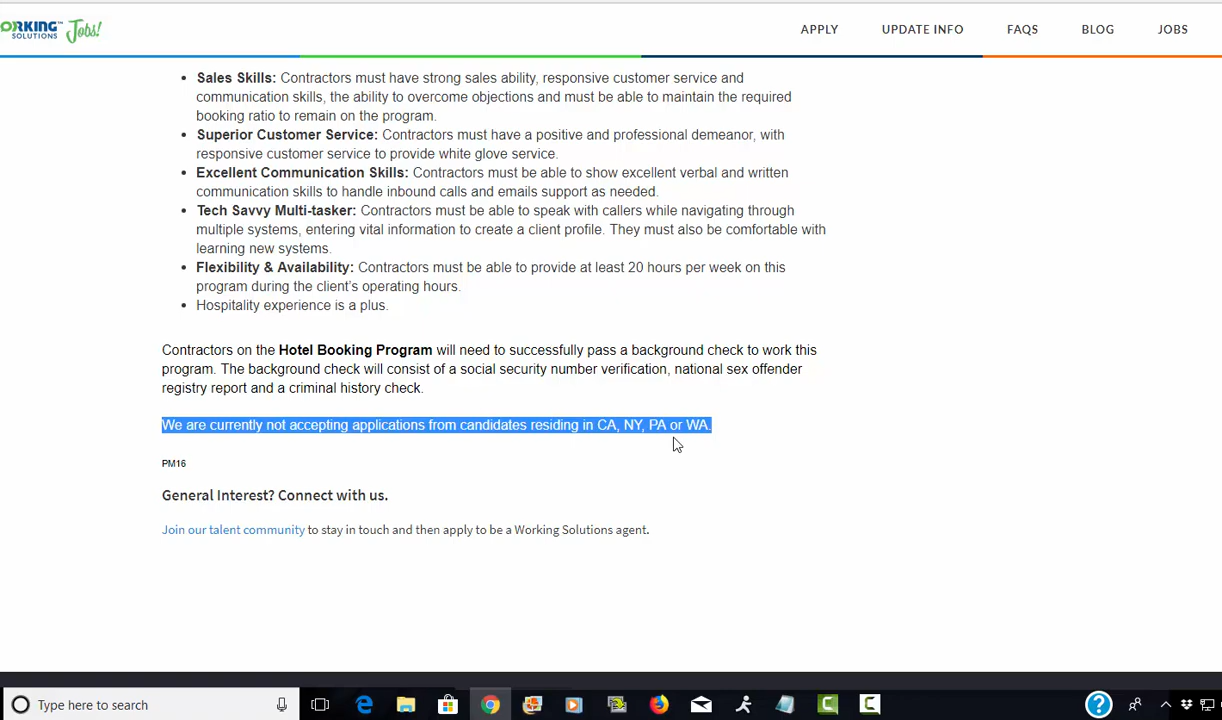 ORKING™
SOLUTIONS
Jobs!
APPLY UPDATE INFO FAQS BLOG JOBS
• Sales Skills: Contractors must have strong sales ability, responsive customer service and
communication skills, the ability to overcome objections and must be able to maintain the required
booking ratio to remain on the program.
• Superior Customer Service: Contractors must have a positive and professional demeanor, with
responsive customer service to provide white glove service.
• Excellent Communication Skills: Contractors must be able to show excellent verbal and written
communication skills to handle inbound calls and emails support as needed.
• Tech Savvy Multi-tasker: Contractors must be able to speak with callers while navigating through
multiple systems, entering vital information to create a client profile. They must also be comfortable with
learning new systems.
• Flexibility & Availability: Contractors must be able to provide at least 20 hours per week on this
program during the client's operating hours.
• Hospitality experience is a plus.
Contractors on the Hotel Booking Program will need to successfully pass a background check to work this
program. The background check will consist of a social security number verification, national sex offender
registry report and a criminal history check.
We are currently not accepting applications from candidates residing in CA, NY, PA or WA.
PM16
General Interest? Connect with us.
Join our talent community to stay in touch and then apply to be a Working Solutions agent.
Type here to search